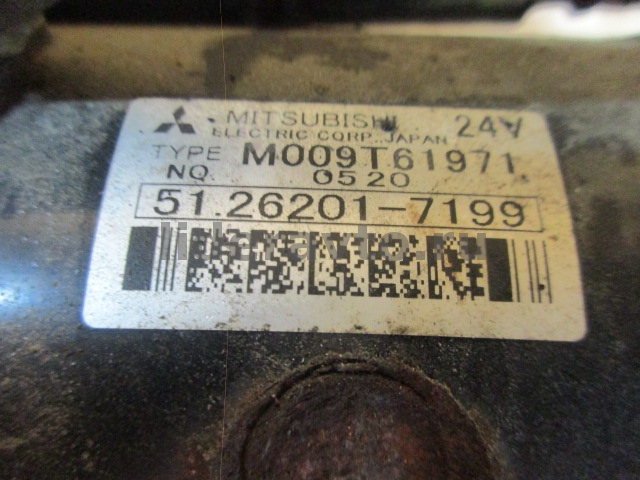 MITSUBISHI 24V
ELECTRIC CORP., JAPAN
TYPE M009T61971
NO. 0520
51.26201-7199